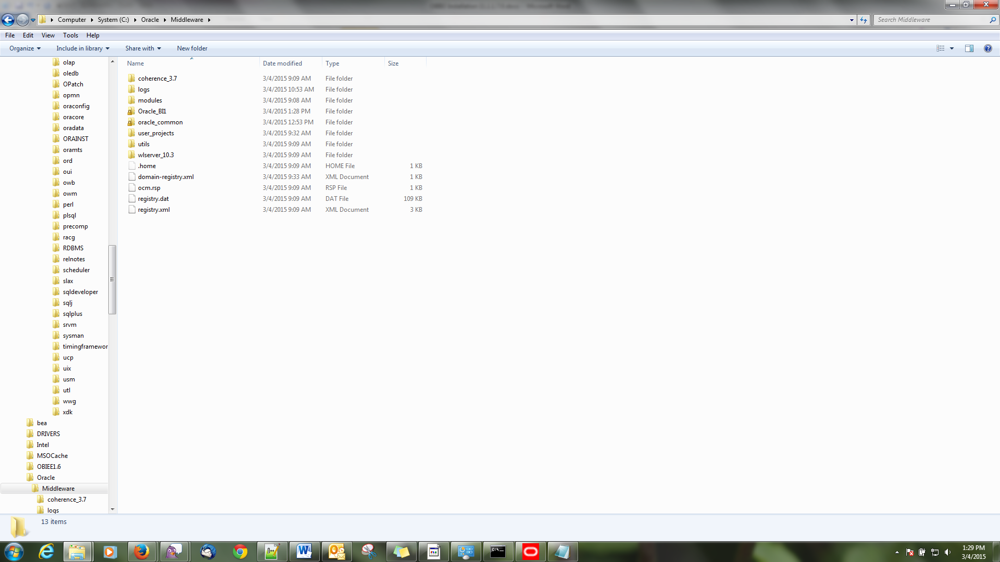 Computer System (C:) Oracle Middleware
Search Middleware
File Edit View Tools Help
Organize Include in library Share with New folder
Name Date modified Type Size
coherence_3.7 3/4/2015 9:09 AM File folder
logs 3/4/2015 10:53 AM File folder
modules 3/4/2015 9:08 AM File folder
Oracle_BI1 3/4/2015 1:28 PM File folder
oracle_common 3/4/2015 12:53 PM File folder
user_projects 3/4/2015 9:32 AM File folder
utils 3/4/2015 9:09 AM File folder
wlserver_10.3 3/4/2015 9:09 AM File folder
.home 3/4/2015 9:09 AM HOME File 1 KB
domain-registry.xml 3/4/2015 9:33 AM XML Document 1 KB
ocm.rsp 3/4/2015 9:09 AM RSP File 1 KB
registry.dat 3/4/2015 9:09 AM DAT File 109 KB
registry.xml 3/4/2015 9:09 AM XML Document 3 KB
olap
oledb
OPatch
opmn
oraconfig
oracore
oradata
ORAINST
oramts
ord
oui
owb
owm
perl
plsql
precomp
racg
RDBMS
relnotes
scheduler
slax
sqldeveloper
sqlj
sqlplus
srvm
sysman
timingframewor
ucp
uix
usm
utl
wwg
xdk
bea
DRIVERS
Intel
MSOCache
OBIEE1.6
Oracle
Middleware
coherence_3.7
logs
13 items
1:29 PM
3/4/2015